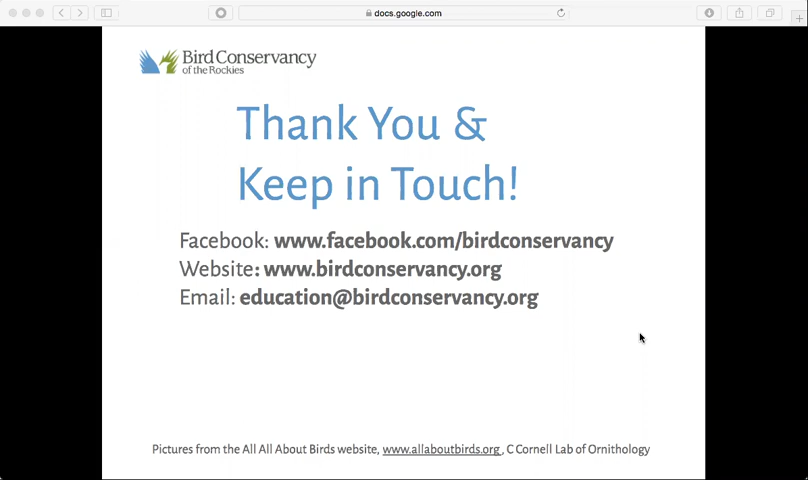 docs.google.com
Bird Conservancy
of the Rockies
Thank You &
Keep in Touch!
Facebook: www.facebook.com/birdconservancy
Website: www.birdconservancy.org
Email: education@birdconservancy.org
Pictures from the All All About Birds website, www.allaboutbirds.org , C Cornell Lab of Ornithology